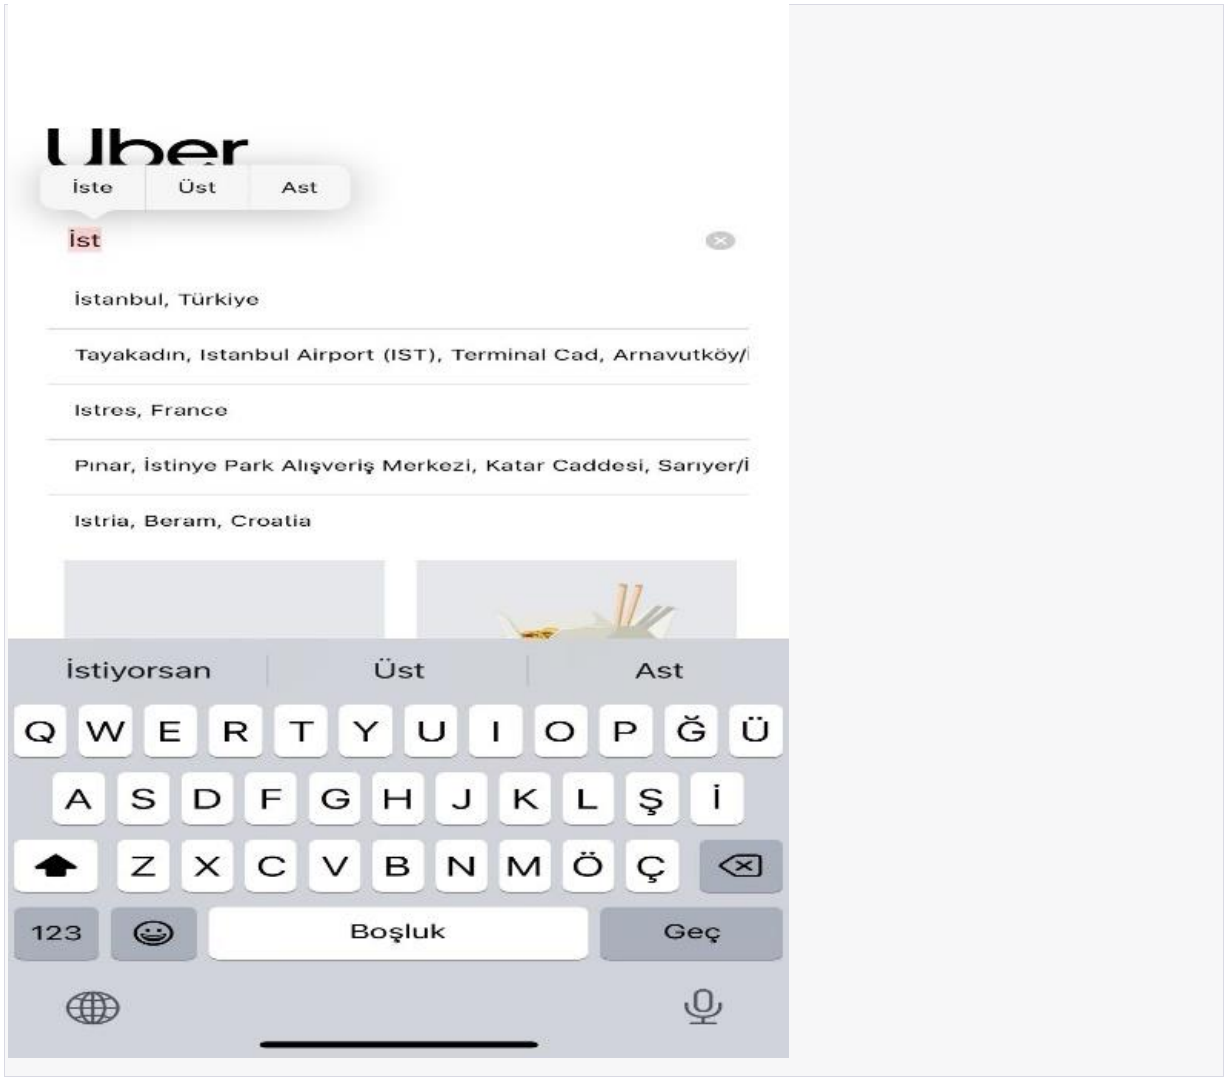 Uber
İste Üst Ast
İst
İstanbul, Türkiye
Tayakadın, Istanbul Airport (IST), Terminal Cad, Arnavutköy/İ
Istres, France
Pınar, İstinye Park Alışveriş Merkezi, Katar Caddesi, Sarıyer/İ
Istria, Beram, Croatia
İstiyorsan Üst Ast
Q W E R T Y U I O P Ğ Ü
A S D F G H J K L Ş İ
Z X C V B N M Ö Ç
123 Boşluk Geç